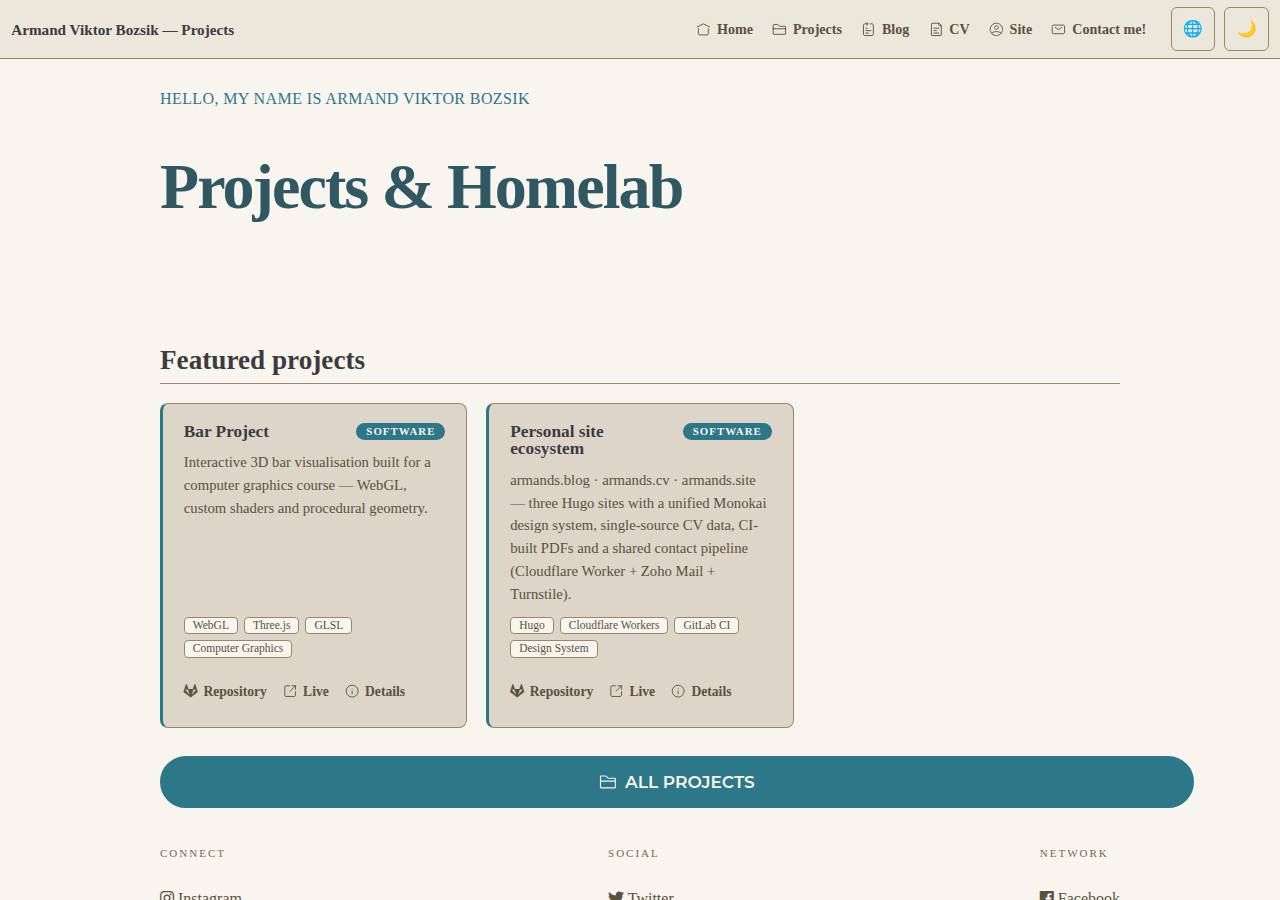 Armand Viktor Bozsik — Projects
Home Projects Blog CV Site Contact me!
HELLO, MY NAME IS ARMAND VIKTOR BOZSIK
Projects & Homelab
Featured projects
Bar Project
SOFTWARE
Interactive 3D bar visualisation built for a
computer graphics course — WebGL,
custom shaders and procedural geometry.
WebGL Three.js GLSL
Computer Graphics
Repository Live Details
Personal site
ecosystem
SOFTWARE
armands.blog · armands.cv · armands.site
— three Hugo sites with a unified Monokai
design system, single-source CV data, CI-
built PDFs and a shared contact pipeline
(Cloudflare Worker + Zoho Mail +
Turnstile).
Hugo Cloudflare Workers GitLab CI
Design System
Repository Live Details
ALL PROJECTS
CONNECT SOCIAL NETWORK
Instagram Twitter Facebook